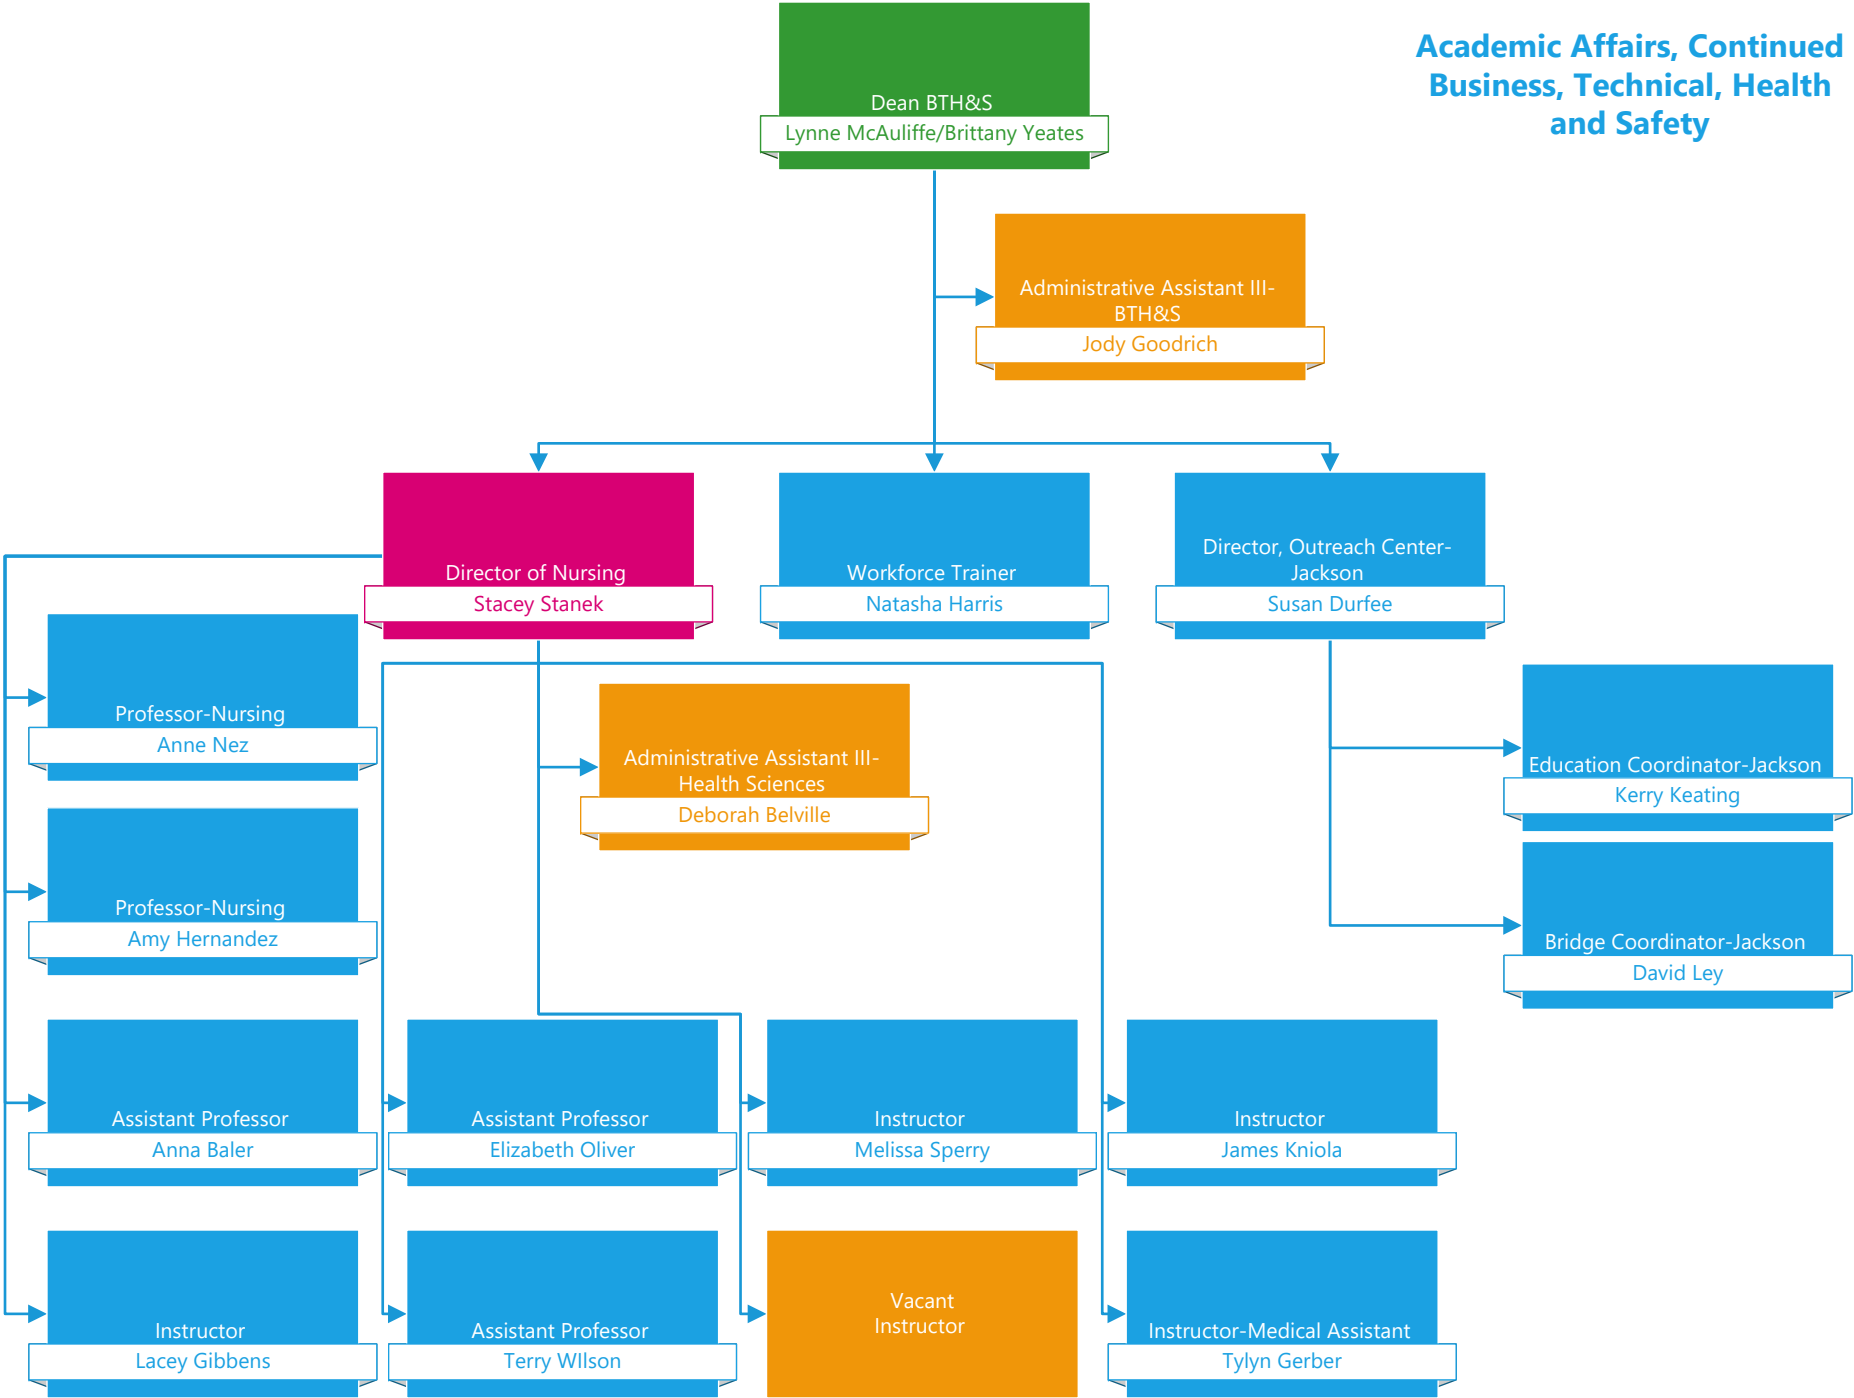 Academic Affairs, Continued
Business, Technical, Health
and Safety
Dean BTH&S
Lynne McAuliffe/Brittany Yeates
Administrative Assistant III-
BTH&S
Jody Goodrich
Director of Nursing
Stacey Stanek
Workforce Trainer
Natasha Harris
Director, Outreach Center-
Jackson
Susan Durfee
Professor-Nursing
Anne Nez
Administrative Assistant III-
Health Sciences
Deborah Belville
Education Coordinator-Jackson
Kerry Keating
Professor-Nursing
Amy Hernandez
Bridge Coordinator-Jackson
David Ley
Assistant Professor
Anna Baler
Assistant Professor
Elizabeth Oliver
Instructor
Melissa Sperry
Instructor
James Kniola
Instructor
Lacey Gibbens
Assistant Professor
Terry WIlson
Vacant
Instructor
Instructor-Medical Assistant
Tylyn Gerber